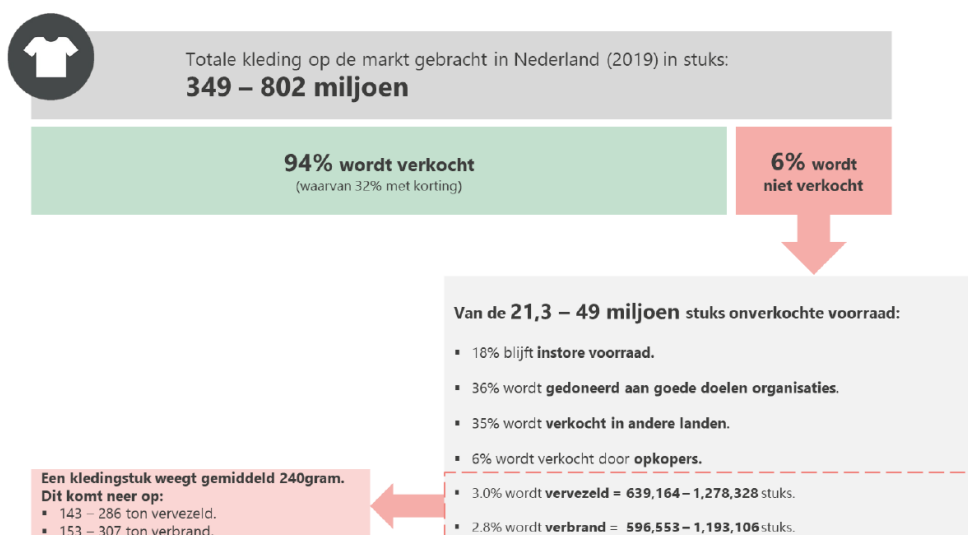 Totale kleding op de markt gebracht in Nederland (2019) in stuks:
349 – 802 miljoen
94% wordt verkocht
(waarvan 32% met korting)
6% wordt
niet verkocht
Van de 21,3 – 49 miljoen stuks onverkochte voorraad:
▪ 18% blijft instore voorraad.
▪ 36% wordt gedoneerd aan goede doelen organisaties.
▪ 35% wordt verkocht in andere landen.
▪ 6% wordt verkocht door opkopers.
▪ 3.0% wordt vervezeld = 639,164 – 1,278,328 stuks.
▪ 2.8% wordt verbrand = 596,553 – 1,193,106 stuks.
Een kledingstuk weegt gemiddeld 240gram.
Dit komt neer op:
▪ 143 – 286 ton vervezeld.
▪ 153 – 307 ton verbrand.